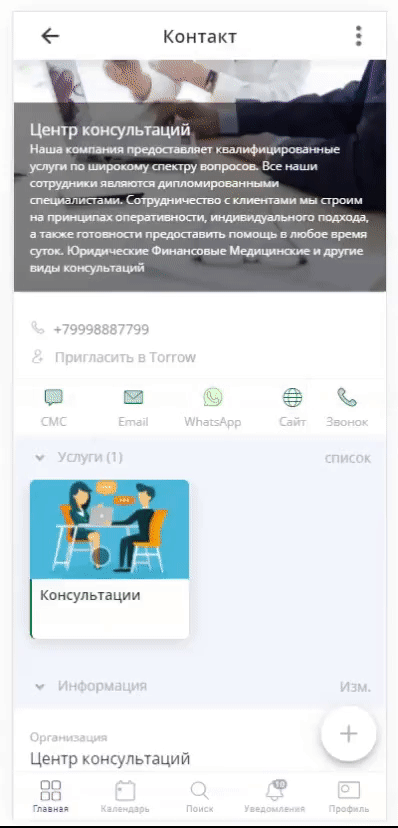 Контакт
Центр консультаций
Наша компания предоставляет квалифицированные
услуги по широкому спектру вопросов. Все наши
сотрудники являются дипломированными
специалистами. Сотрудничество с клиентами мы строим
на принципах оперативности, индивидуального подхода,
а также готовности предоставить помощь в любое время
суток. Юридические Финансовые Медицинские и другие
виды консультаций
+79998887799
Пригласить в Torrow
СМС Email WhatsApp Сайт Звонок
Услуги (1) список
Консультации
Информация Изм.
Организация
Центр консультаций
10
Главная Календарь Поиск Уведомления Профиль